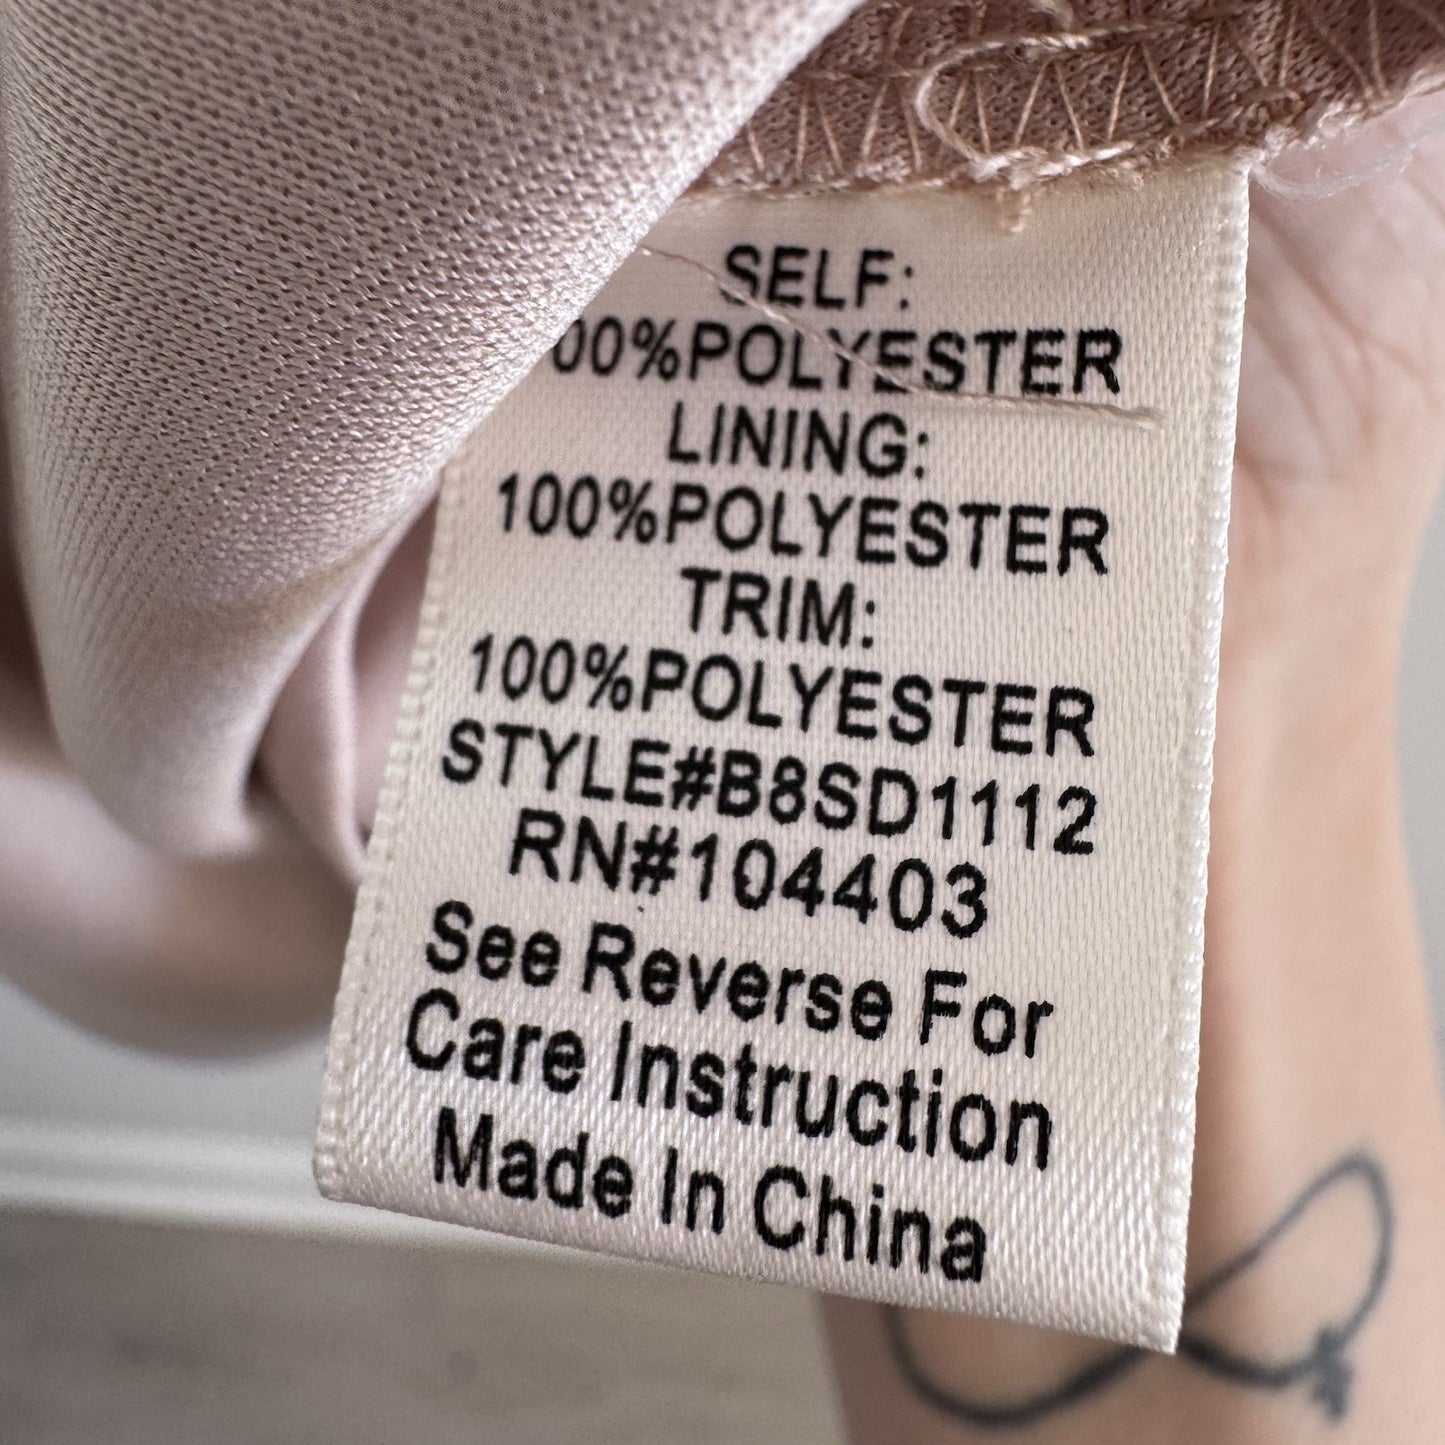 SELF:
00%POLYESTER
LINING:
100%POLYESTER
TRIM:
100%POLYESTER
STYLE#B8SD1112
RN#104403
See Reverse For
Care Instruction
Made In China